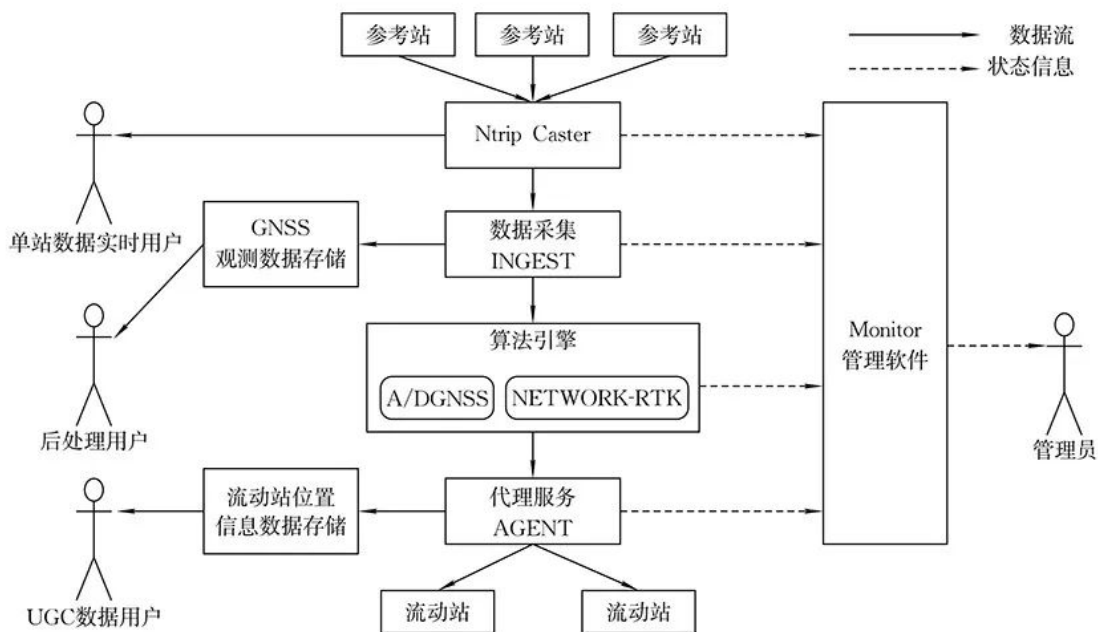 参考站
参考站
参考站
数据流
状态信息
Ntrip Caster
单站数据实时用户
GNSS
观测数据存储
数据采集
INGEST
算法引擎
A/DGNSS
NETWORK-RTK
Monitor
管理软件
后处理用户
管理员
流动站位置
信息数据存储
代理服务
AGENT
UGC数据用户
流动站
流动站